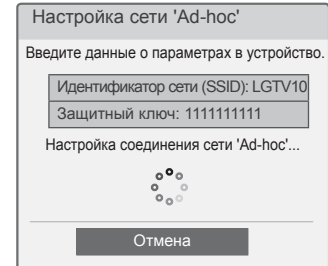 Настройка сети 'Ad-hoc'
Введите данные о параметрах в устройство.
Идентификатор сети (SSID): LGTV10
Защитный ключ: 1111111111
Настройка соединения сети 'Ad-hoc'...
Отмена